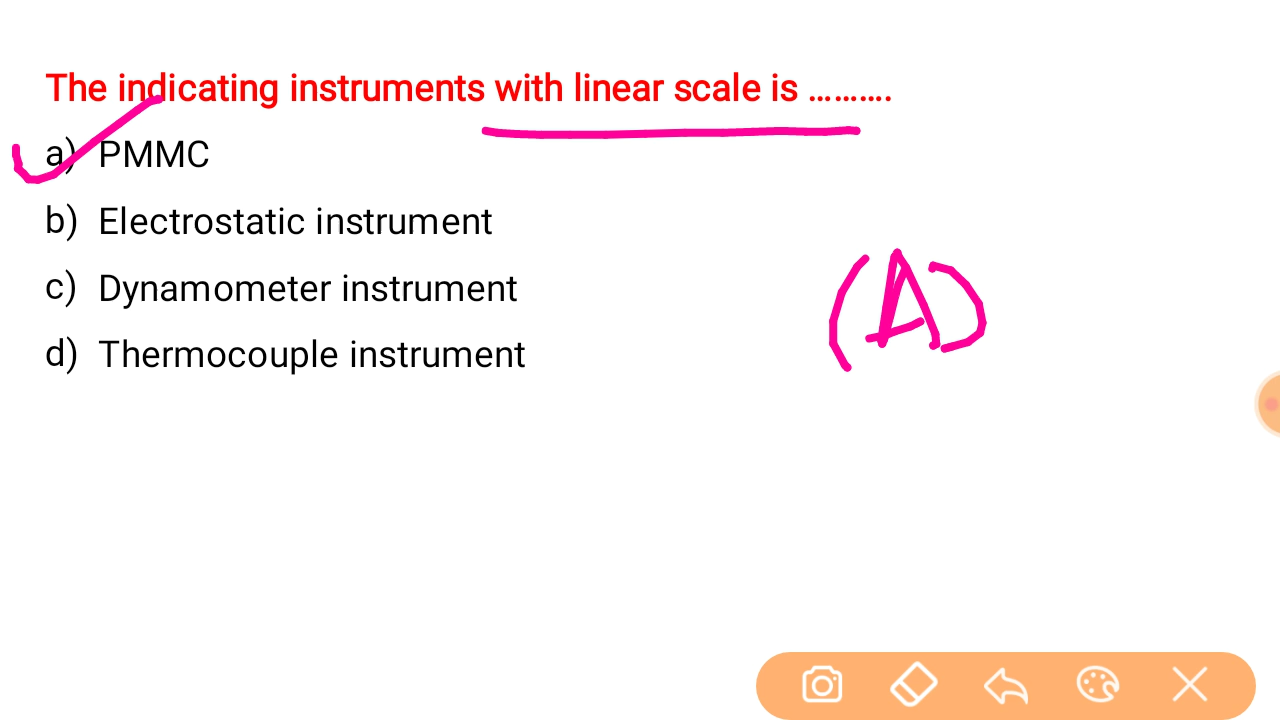 The indicating instruments with linear scale is ..........
a) PMMC
b) Electrostatic instrument
c) Dynamometer instrument
(A)
d) Thermocouple instrument